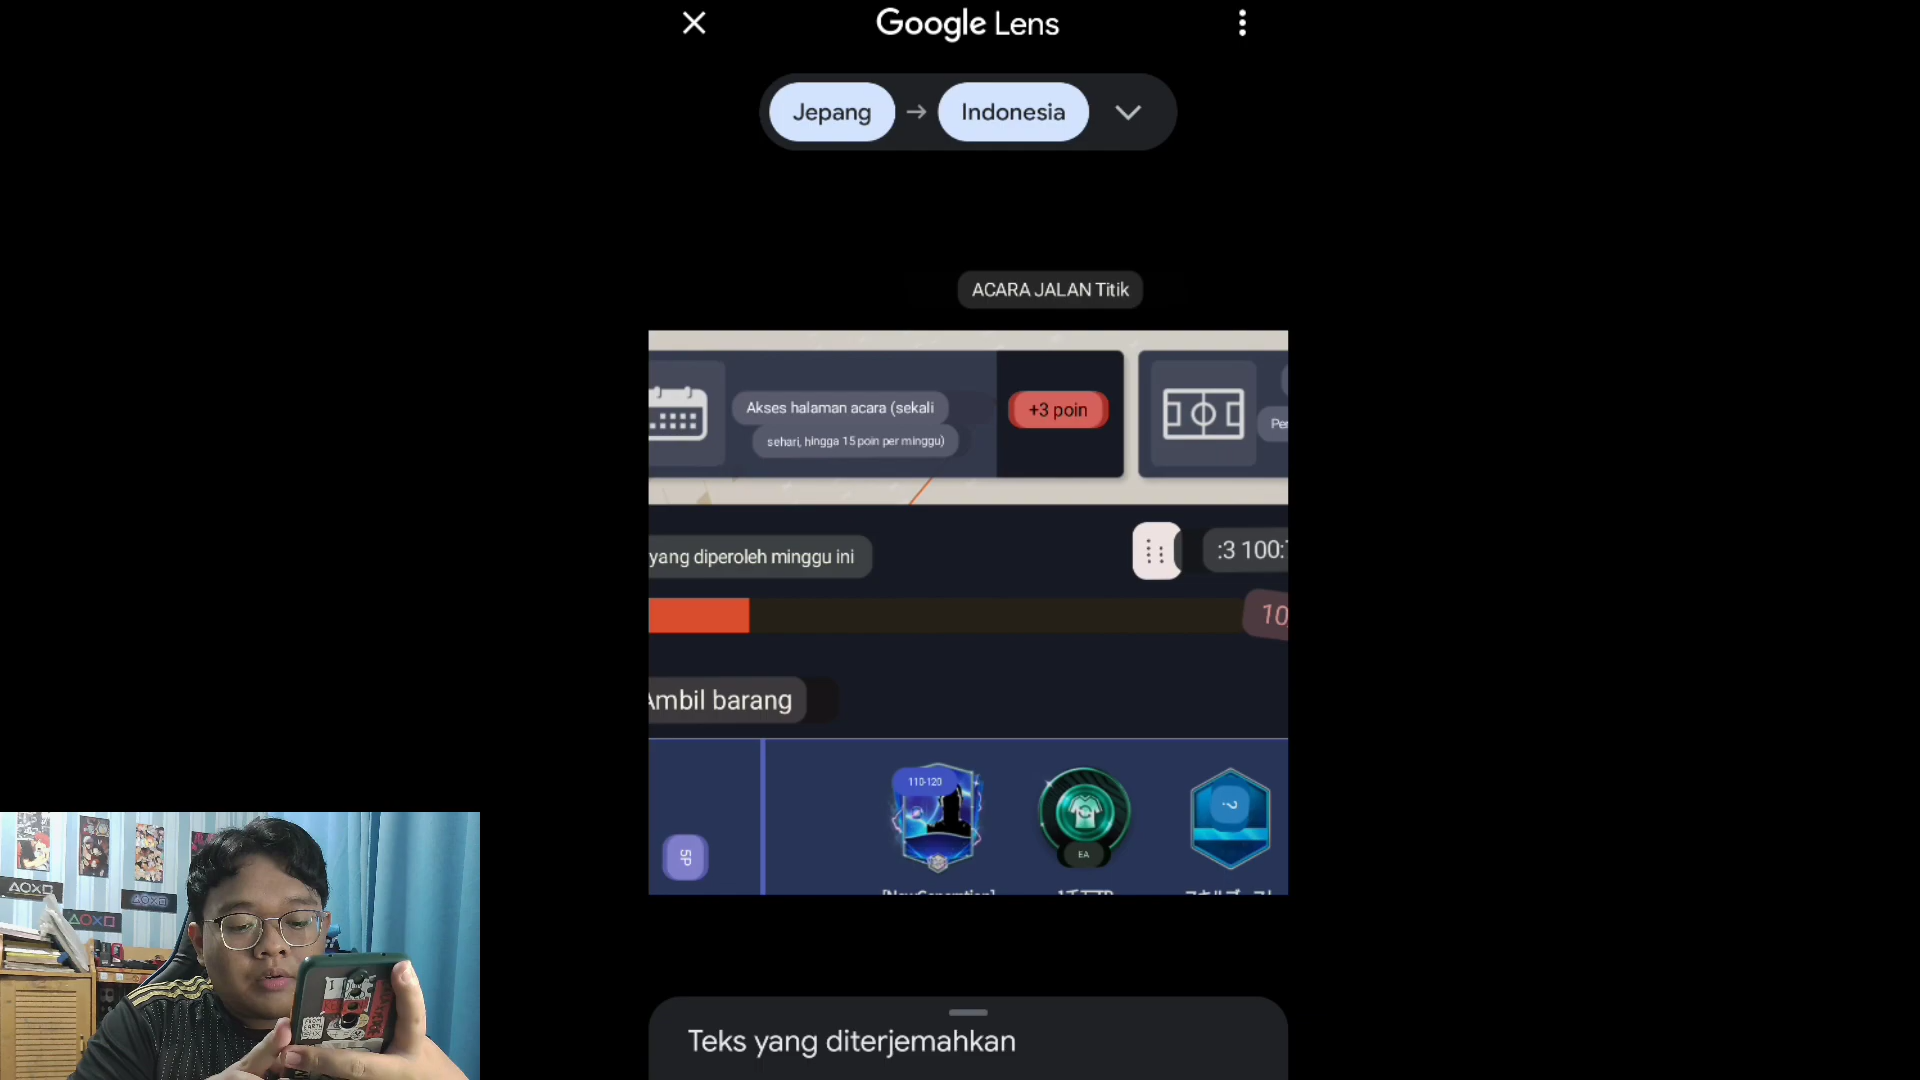 Google Lens
Jepang → Indonesia
ACARA JALAN Titik
Akses halaman acara (sekali
sehari, hingga 15 poin per minggu)
+3 poin
yang diperoleh minggu ini
:3 100:
10
Ambil barang
110-120
?
5P
EA
Teks yang diterjemahkan